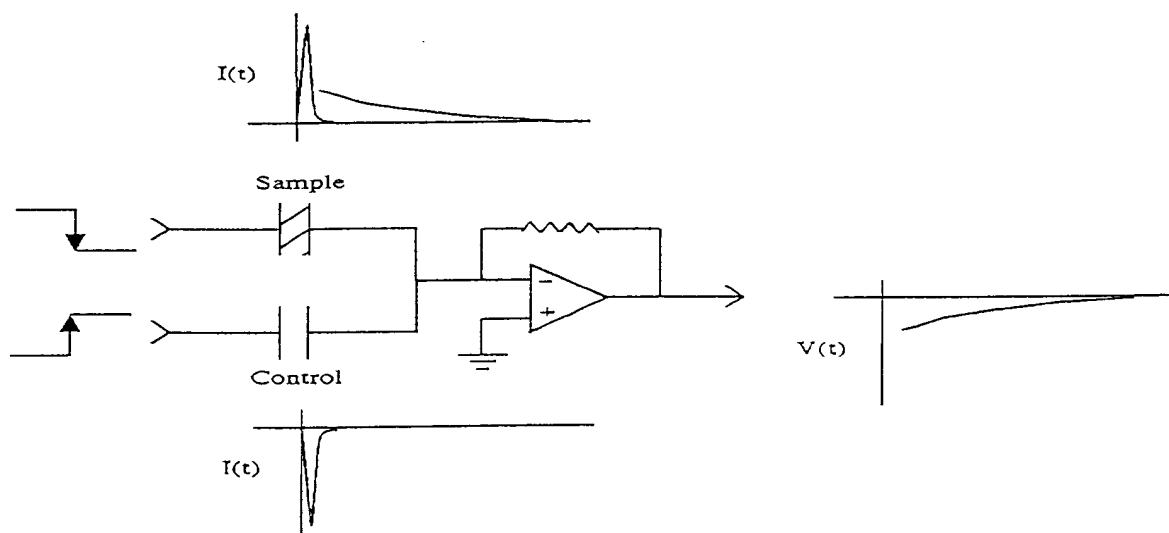 I(t)
Sample
−
+
V(t)
Control
I(t)